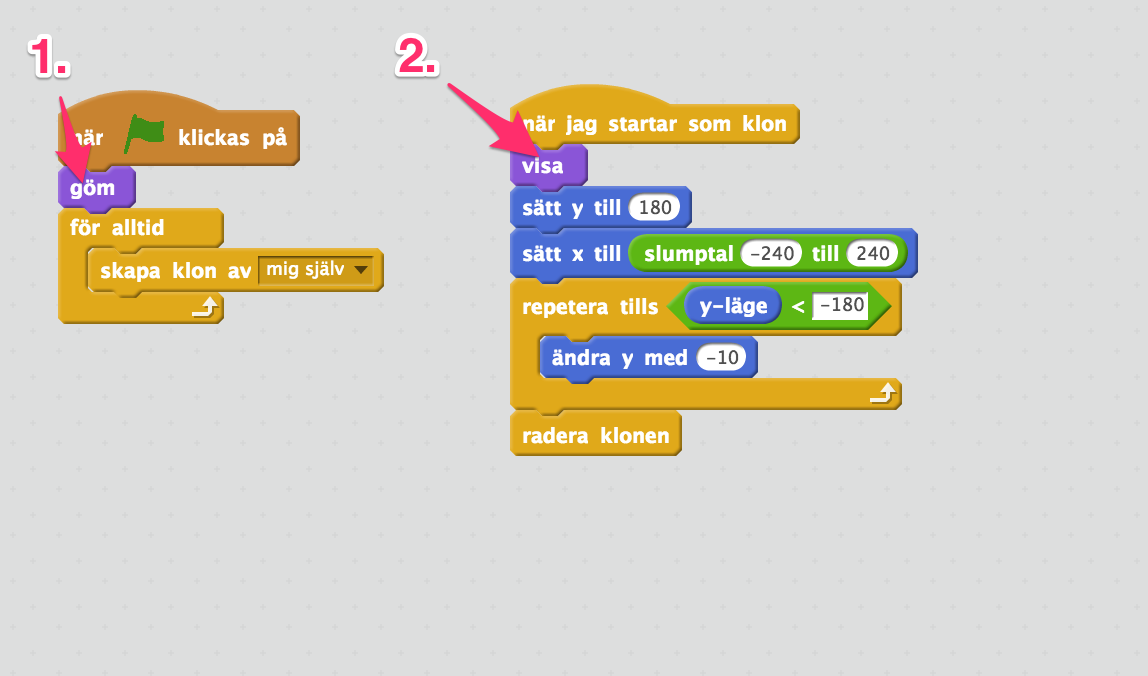 1.
när klickas på
göm
för alltid
skapa klon av mig själv
2.
när jag startar som klon
visa
sätt y till 180
sätt x till slumptal -240 till 240
repetera tills y-läge < -180
ändra y med -10
radera klonen